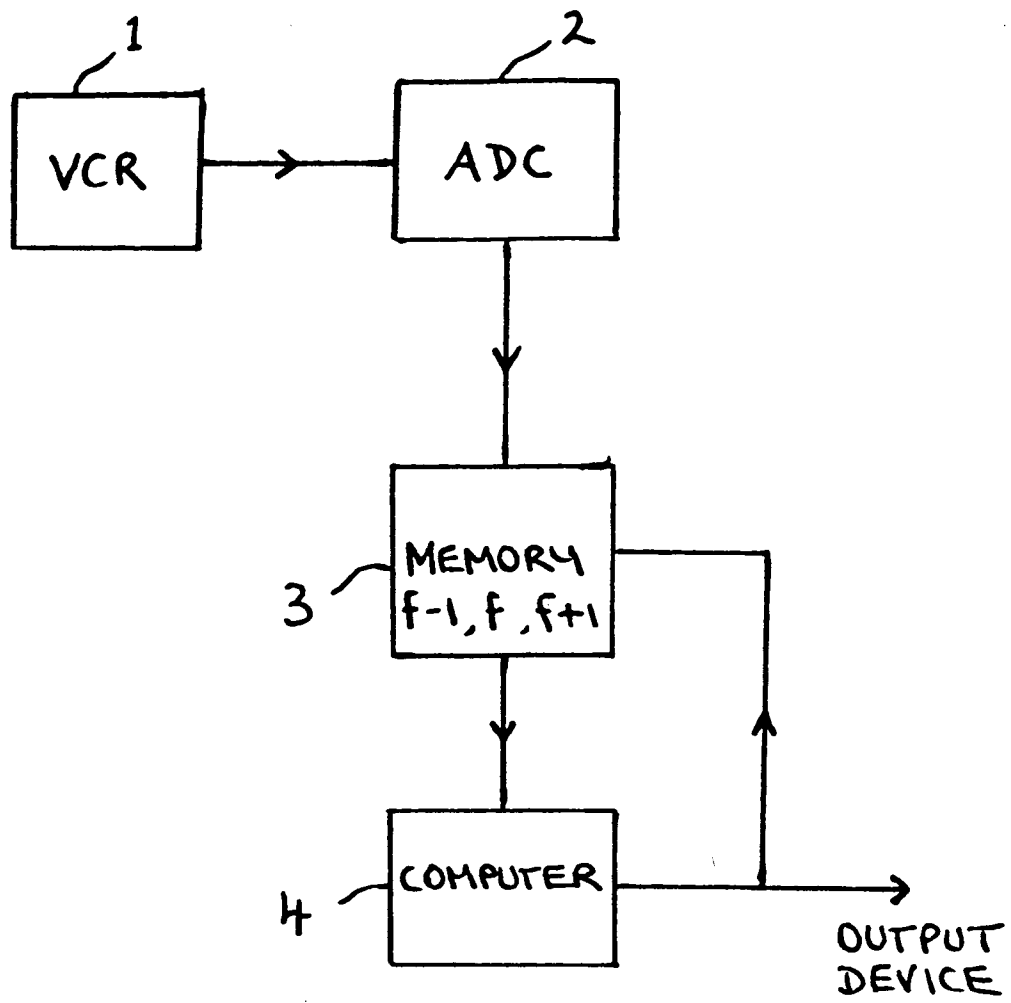 1
2
VCR
ADC
3
MEMORY
f-1, f, f+1
4
COMPUTER
OUTPUT
DEVICE